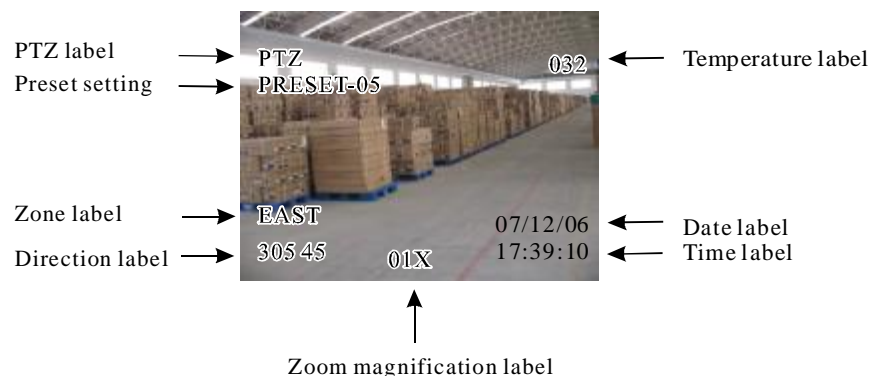 PTZ label
PTZ
032
Temperature label
Preset setting
PRESET-05
Zone label
EAST
07/12/06
Date label
Direction label
305 45
01X
17:39:10
Time label
Zoom magnification label